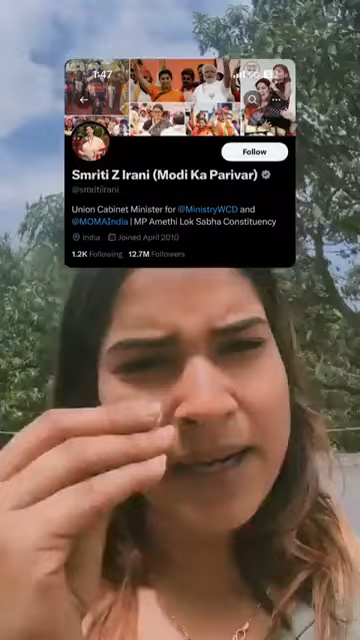 1:47
Follow
Smriti Z Irani (Modi Ka Parivar)
@smritiirani
Union Cabinet Minister for @MinistryWCD and
@MOMAIndia | MP Amethi Lok Sabha Constituency
India Joined April 2010
1.2K Following 12.7M Followers